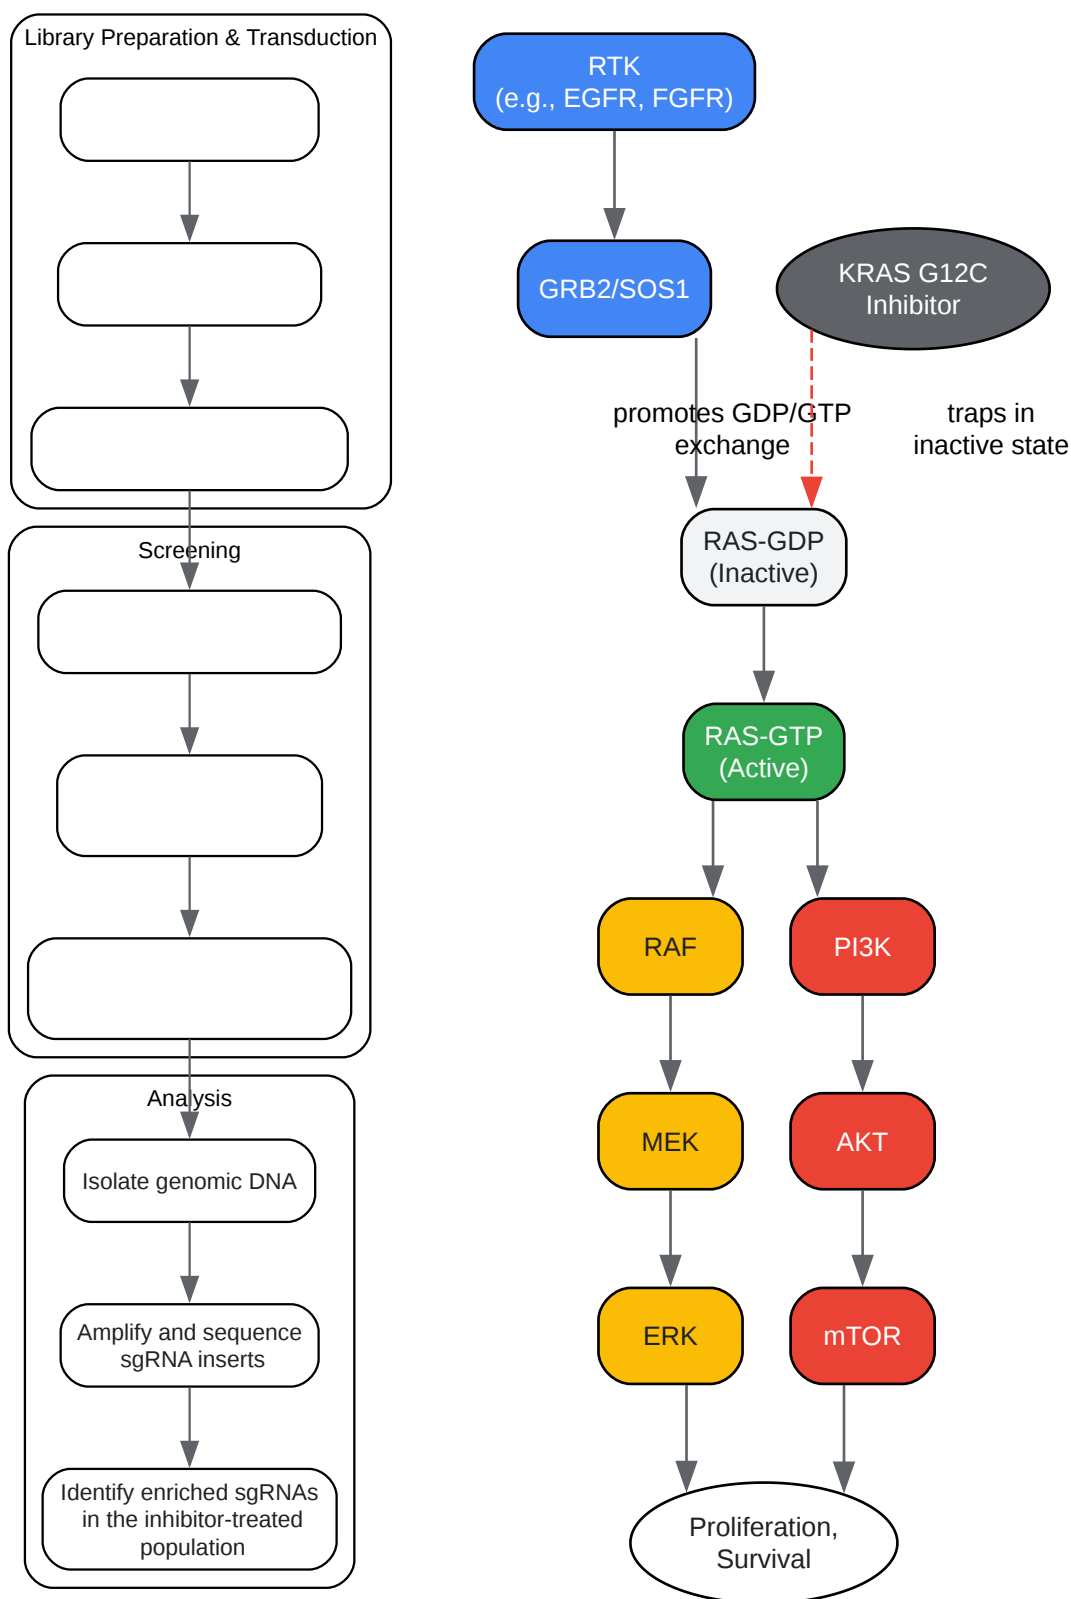 Library Preparation & Transduction
Screening
Analysis
Isolate genomic DNA
Amplify and sequence
sgRNA inserts
Identify enriched sgRNAs
in the inhibitor-treated
population
RTK
(e.g., EGFR, FGFR)
GRB2/SOS1
KRAS G12C
Inhibitor
promotes GDP/GTP
exchange
traps in
inactive state
RAS-GDP
(Inactive)
RAS-GTP
(Active)
RAF
PI3K
MEK
AKT
ERK
mTOR
Proliferation,
Survival